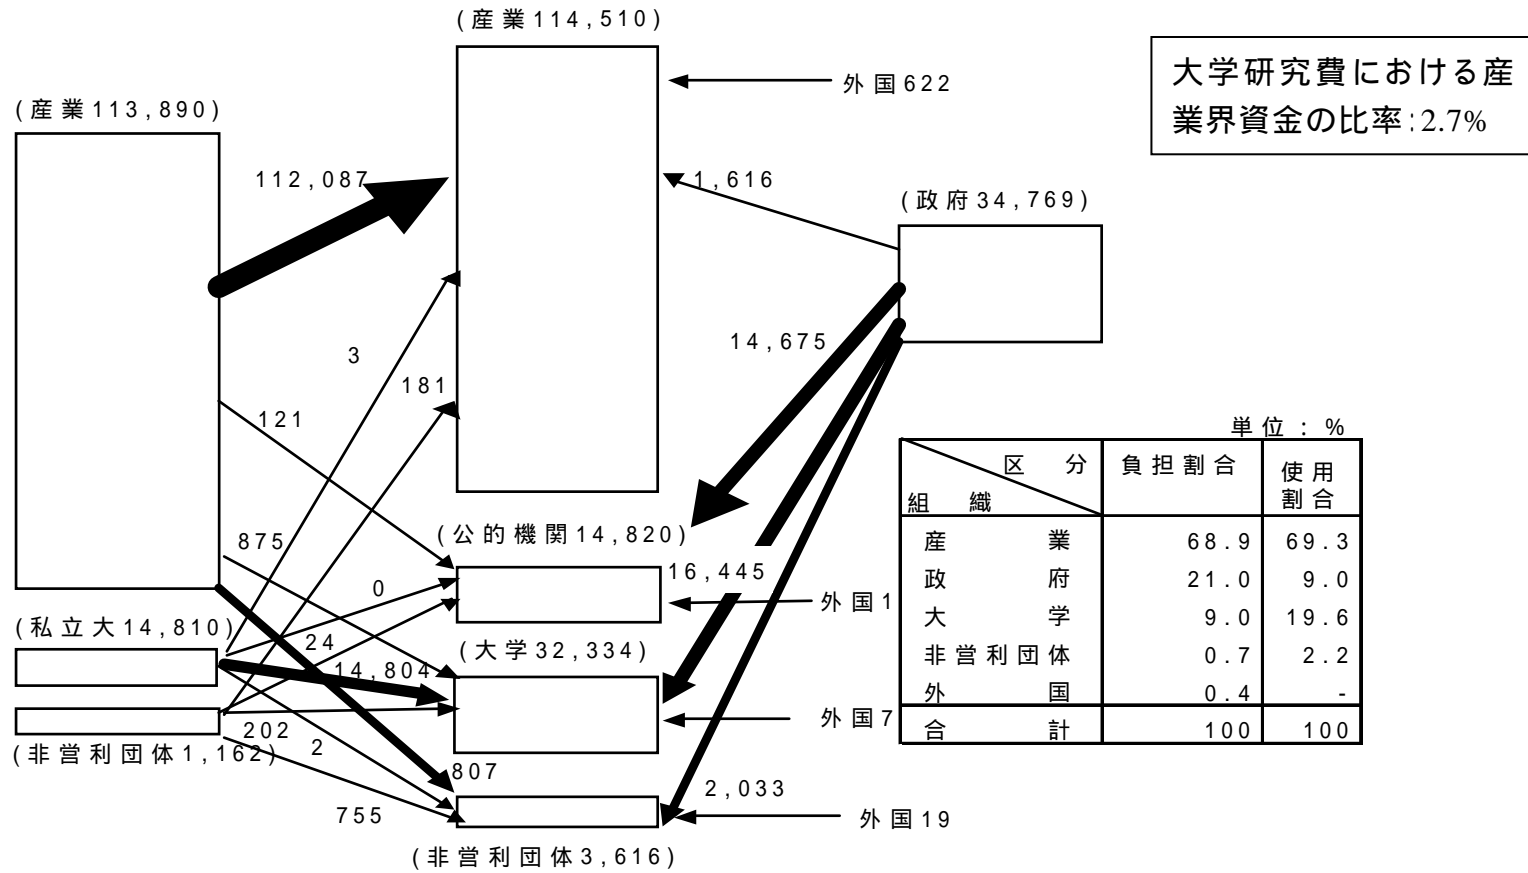 (産業114,510)
外国622
大学研究費における産
業界資金の比率:2.7%
(産業113,890)
112,087
1,616
(政府34,769)
14,675
3
181
121
単位：%
区 分
負担割合
使用
割合
組 織
産 業 68.9 69.3
政 府 21.0 9.0
大 学 9.0 19.6
非営利団体 0.7 2.2
外 国 0.4 -
合 計 100 100
(公的機関14,820)
875
0
16,445
外国1
(私立大14,810)
24
(大学32,334)
14,804
外国7
202
2
(非営利団体1,162)
807
2,033
755
外国19
(非営利団体3,616)